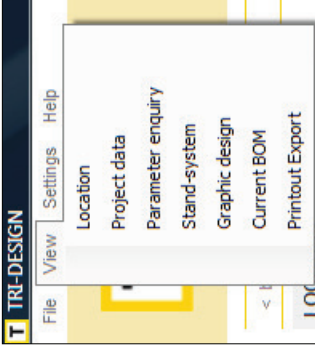 T TRI-DESIGN
File View Settings Help
Location
Project data
Parameter enquiry
Stand-system
Graphic design
Current BOM
Printout Export
<